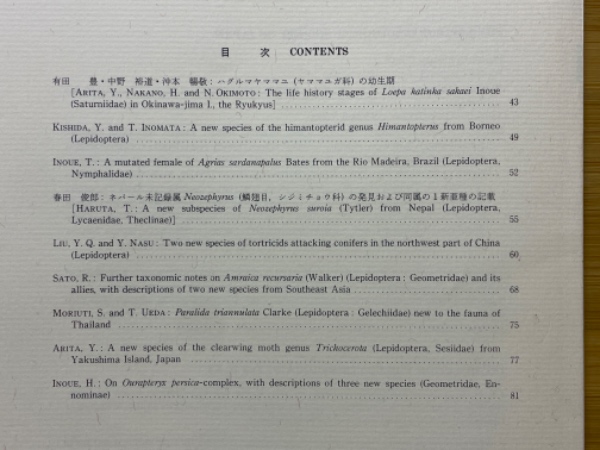 目 次 CONTENTS
有田 豊・中野 裕道・沖本 暢敬：ハグルマヤママユ（ヤママユガ科）の幼生期
[ARITA, Y., NAKANO, H. and N. OKIMOTO: The life history stages of Loepa katinka sakaei Inoue
(Saturniidae) in Okinawa-jima I., the Ryukyus] 43
KISHIDA, Y. and T. INOMATA: A new species of the himantopterid genus Himantopterus from Borneo
(Lepidoptera) 49
INOUE, T.: A mutated female of Agrias sardanapalus Bates from the Rio Madeira, Brazil (Lepidoptera,
Nymphalidae) 52
春田 俊郎：ネパール未記録属 Neozephyrus（鱗翅目，シジミチョウ科）の発見および同属の1新亜種の記載
[HARUTA, T.: A new subspecies of Neozephyrus suroia (Tytler) from Nepal (Lepidoptera,
Lycaenidae, Theclinae)] 55
LIU, Y. Q. and Y. NASU: Two new species of tortricids attacking conifers in the northwest part of China
(Lepidoptera) 60
SATO, R.: Further taxonomic notes on Amraica recursaria (Walker) (Lepidoptera: Geometridae) and its
allies, with descriptions of two new species from Southeast Asia 68
MORIUTI, S. and T. UEDA: Paralida triannulata Clarke (Lepidoptera: Gelechiidae) new to the fauna of
Thailand 75
ARITA, Y.: A new species of the clearwing moth genus Trichocerota (Lepidoptera, Sesiidae) from
Yakushima Island, Japan 77
INOUE, H.: On Ourapteryx persica-complex, with descriptions of three new species (Geometridae, En-
nominae) 81